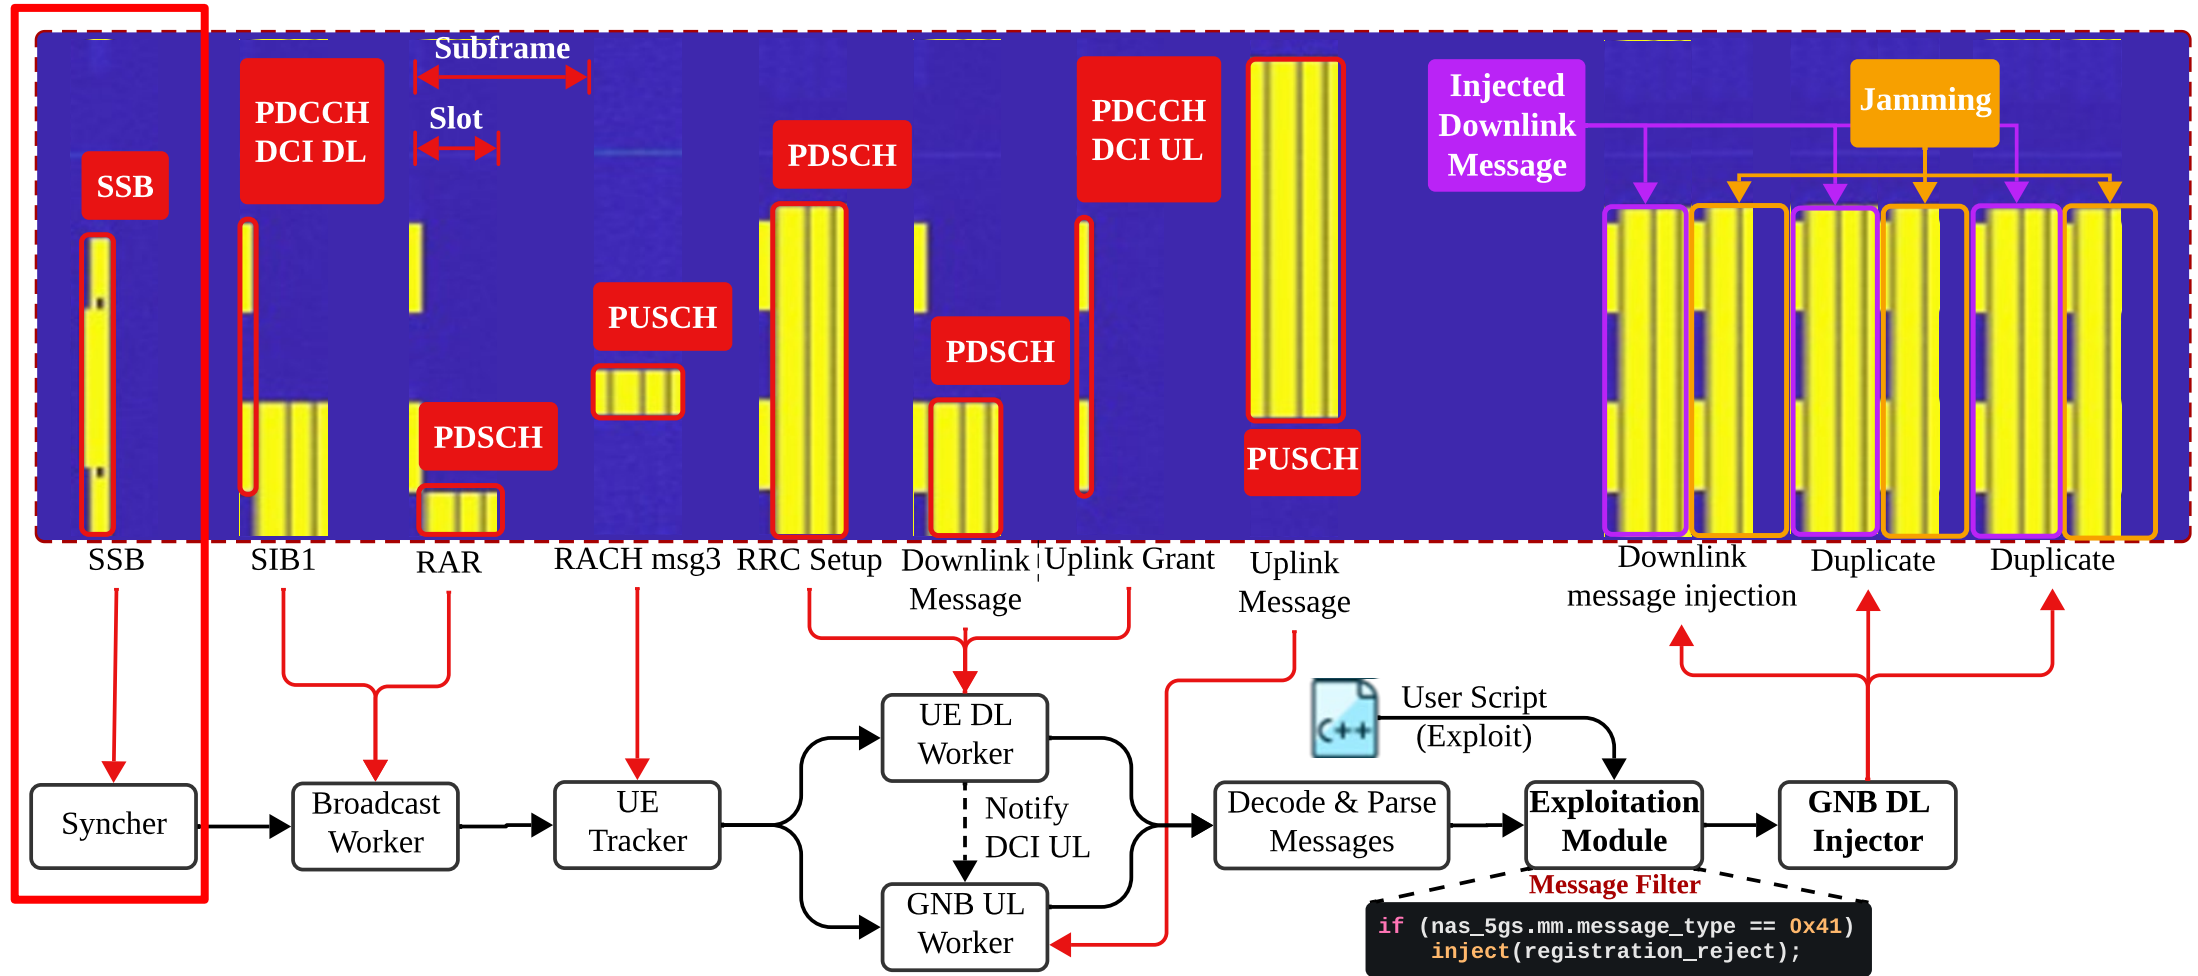 Subframe
Slot
SSB
PDCCH
DCI DL
PDSCH
PUSCH
PDSCH
PDSCH
PDCCH
DCI UL
PUSCH
Injected
Downlink
Message
Jamming
SSB
SIB1
RAR
RACH msg3
RRC Setup
Downlink
Message
Uplink Grant
Uplink
Message
Downlink
message injection
Duplicate
Duplicate
Syncher
Broadcast
Worker
UE
Tracker
UE DL
Worker
Notify
DCI UL
GNB UL
Worker
Decode & Parse
Messages
C++
User Script
(Exploit)
Exploitation
Module
GNB DL
Injector
Message Filter
if (nas_5gs.mm.message_type == 0x41)
inject(registration_reject);